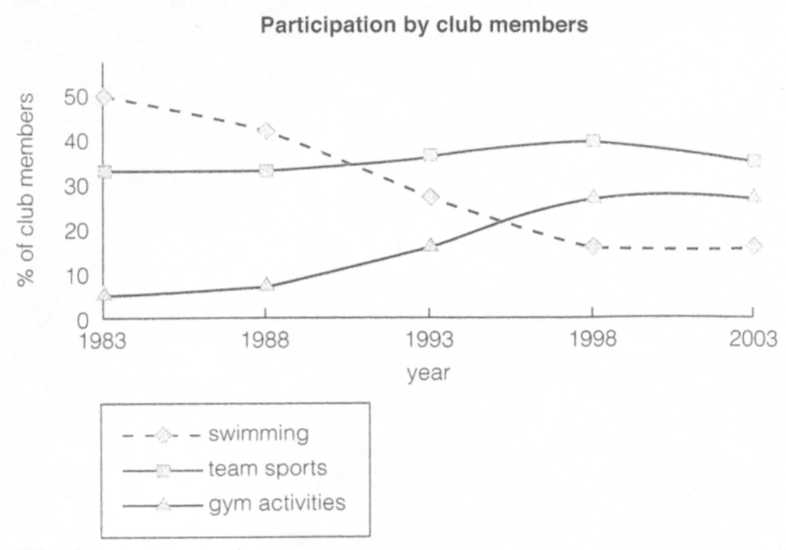 Participation by club members
% of club members
50
40
30
20
10
0
1983 1988 1993 1998 2003
year
swimming
team sports
gym activities